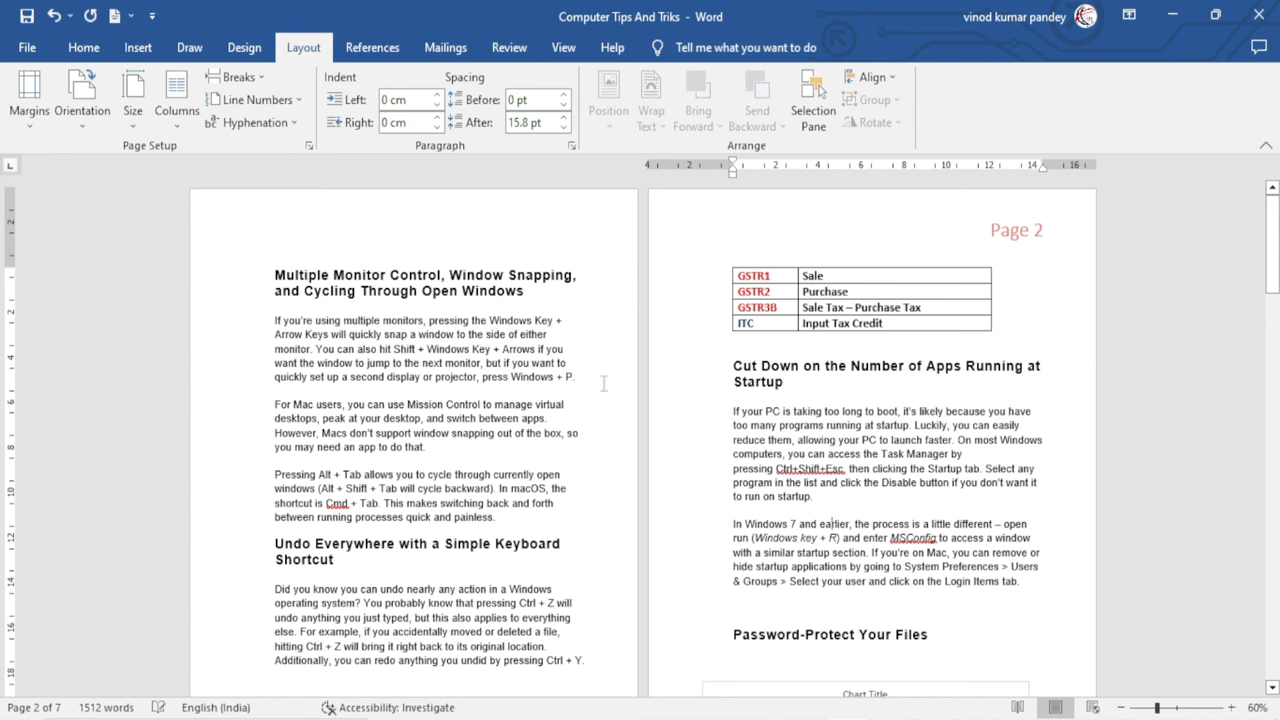 Computer Tips And Triks - Word
vinod kumar pandey
File Home Insert Draw Design Layout References Mailings Review View Help Tell me what you want to do
Margins
Orientation
Size
Columns
Breaks
Line Numbers
Hyphenation
Page Setup
Indent
Left: 0 cm
Right: 0 cm
Spacing
Before: 0 pt
After: 15.8 pt
Paragraph
Position
Wrap
Text
Bring
Forward
Send
Backward
Selection
Pane
Align
Group
Rotate
Arrange
4 2 2 4 6 8 10 12 14 16
2
2
4
6
8
10
12
14
16
18
Multiple Monitor Control, Window Snapping,
and Cycling Through Open Windows
If you're using multiple monitors, pressing the Windows Key +
Arrow Keys will quickly snap a window to the side of either
monitor. You can also hit Shift + Windows Key + Arrows if you
want the window to jump to the next monitor, but if you want to
quickly set up a second display or projector, press Windows + P.
For Mac users, you can use Mission Control to manage virtual
desktops, peak at your desktop, and switch between apps.
However, Macs don't support window snapping out of the box, so
you may need an app to do that.
Pressing Alt + Tab allows you to cycle through currently open
windows (Alt + Shift + Tab will cycle backward). In macOS, the
shortcut is Cmd + Tab. This makes switching back and forth
between running processes quick and painless.
Undo Everywhere with a Simple Keyboard
Shortcut
Did you know you can undo nearly any action in a Windows
operating system? You probably know that pressing Ctrl + Z will
undo anything you just typed, but this also applies to everything
else. For example, if you accidentally moved or deleted a file,
hitting Ctrl + Z will bring it right back to its original location.
Additionally, you can redo anything you undid by pressing Ctrl + Y.
Page 2
GSTR1 Sale
GSTR2 Purchase
GSTR3B Sale Tax – Purchase Tax
ITC Input Tax Credit
Cut Down on the Number of Apps Running at
Startup
If your PC is taking too long to boot, it's likely because you have
too many programs running at startup. Luckily, you can easily
reduce them, allowing your PC to launch faster. On most Windows
computers, you can access the Task Manager by
pressing Ctrl+Shift+Esc, then clicking the Startup tab. Select any
program in the list and click the Disable button if you don't want it
to run on startup.
In Windows 7 and earlier, the process is a little different – open
run (Windows key + R) and enter MSConfig to access a window
with a similar startup section. If you're on Mac, you can remove or
hide startup applications by going to System Preferences > Users
& Groups > Select your user and click on the Login Items tab.
Password-Protect Your Files
Chart Title
Page 2 of 7 1512 words English (India) Accessibility: Investigate 60%